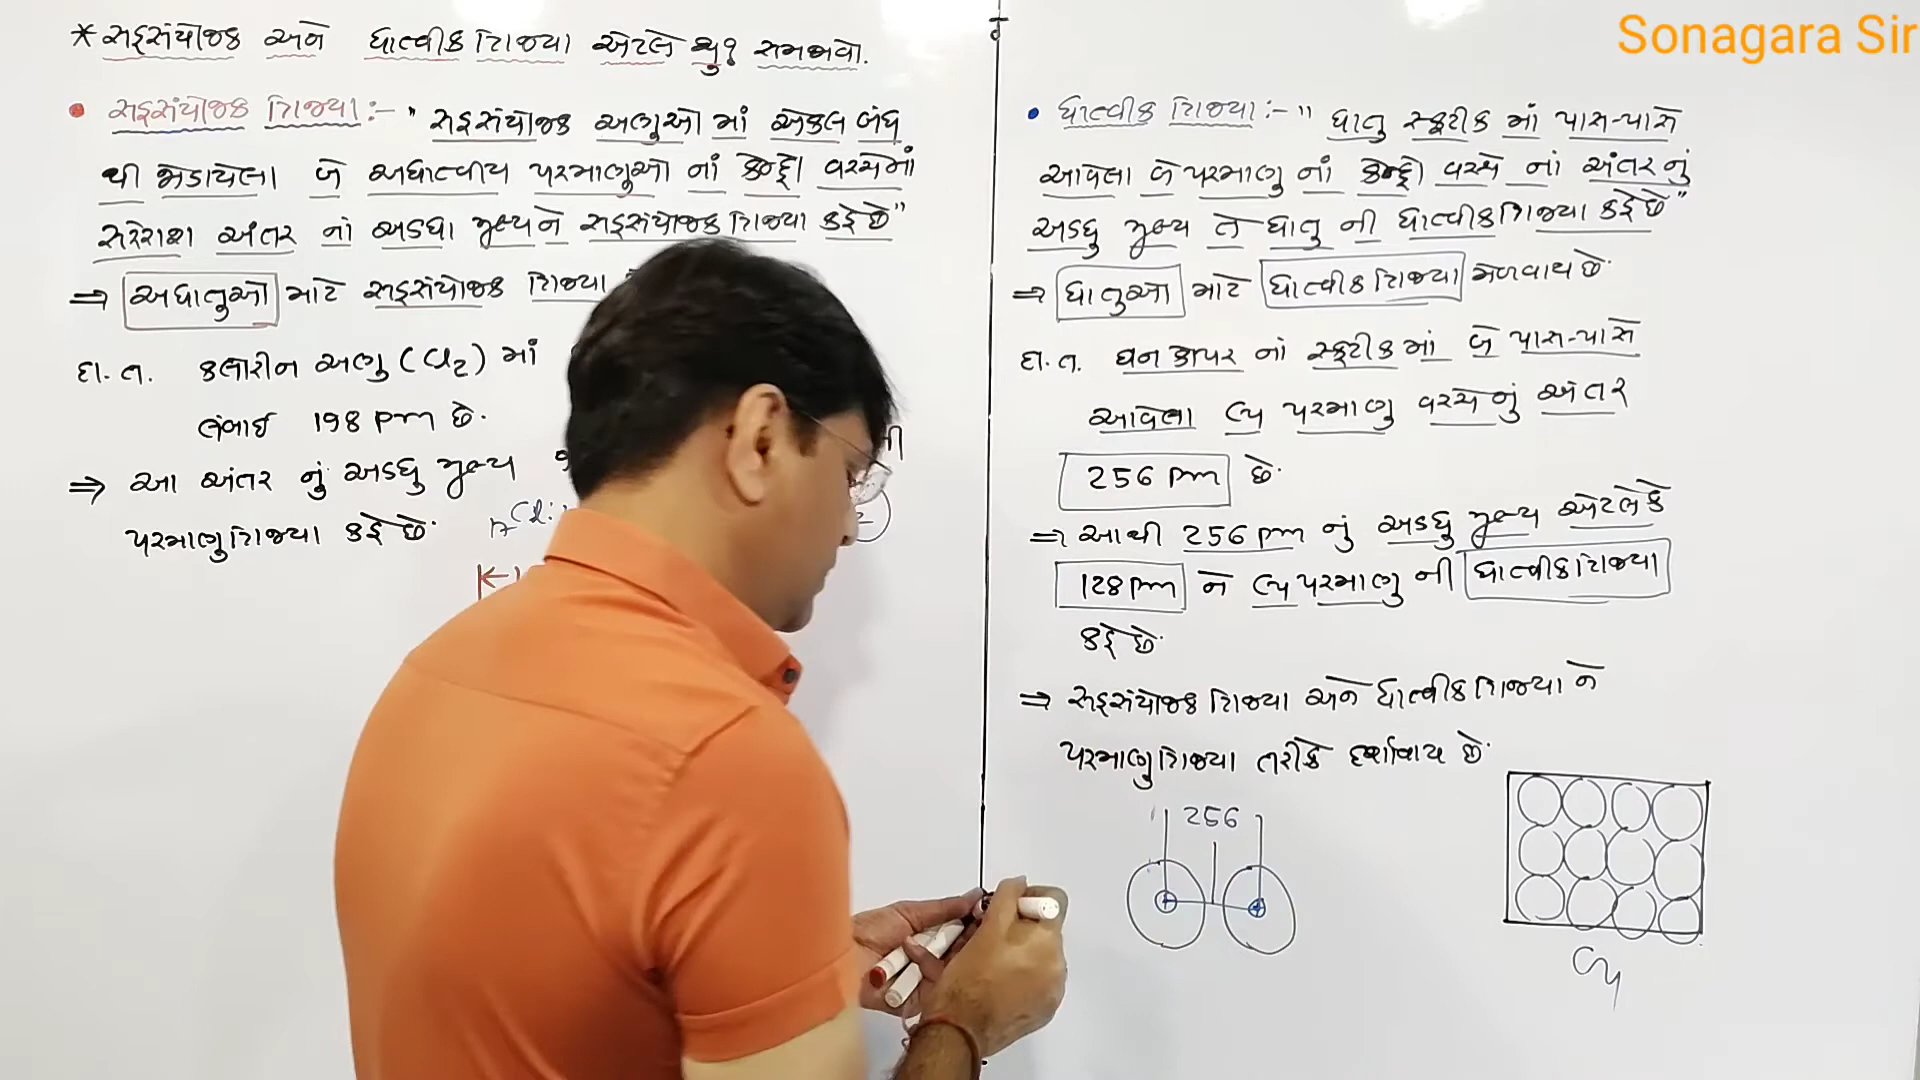 Sonagara Sir
* સહસંયોજક અને ધાત્વીક ત્રિજ્યા એટલે શુ? સમજાવો.
• સહસંયોજક ત્રિજ્યા :- " સહસંયોજક અણુઓ માં એકલ બંધ
થી જોડાયેલા બે અધાત્વીય પરમાણુઓ નાં કેન્દ્રો વચ્ચેનાં
સરેરાશ અંતર નાં અડધા મૂલ્યને સહસંયોજક ત્રિજ્યા કહે છે"
⇒ અધાતુઓ માટે સહસંયોજક ત્રિજ્યા
દા.ત. કલોરીન અણુ (Cl2) માં
લંબાઈ 198 pm છે.
⇒ આ અંતર નું અડધુ મૂલ્ય
પરમાણુત્રિજ્યા કહે છે.
• ધાત્વીક ત્રિજ્યા :- " ધાતુ સ્ફટીક માં પાસ-પાસે
આવેલા બે પરમાણુ નાં કેન્દ્રો વચ્ચે નાં અંતર નું
અડધુ મૂલ્ય તે ધાતુ ની ધાત્વીક ત્રિજ્યા કહે છે"
⇒ ધાતુઓ માટે ધાત્વીક ત્રિજ્યા મેળવાય છે.
દા.ત. ઘન કોપર નાં સ્ફટીક માં બે પાસ-પાસે
આવેલા Cu પરમાણુ વચ્ચેનું અંતર
256 pm છે.
⇒ આથી 256 pm નું અડધુ મૂલ્ય એટલેકે
128 pm ને Cu પરમાણુ ની ધાત્વીક ત્રિજ્યા
કહે છે.
⇒ સહસંયોજક ત્રિજ્યા અને ધાત્વીક ત્રિજ્યા ને
પરમાણુત્રિજ્યા તરીકે દર્શાવાય છે.
256
Cu